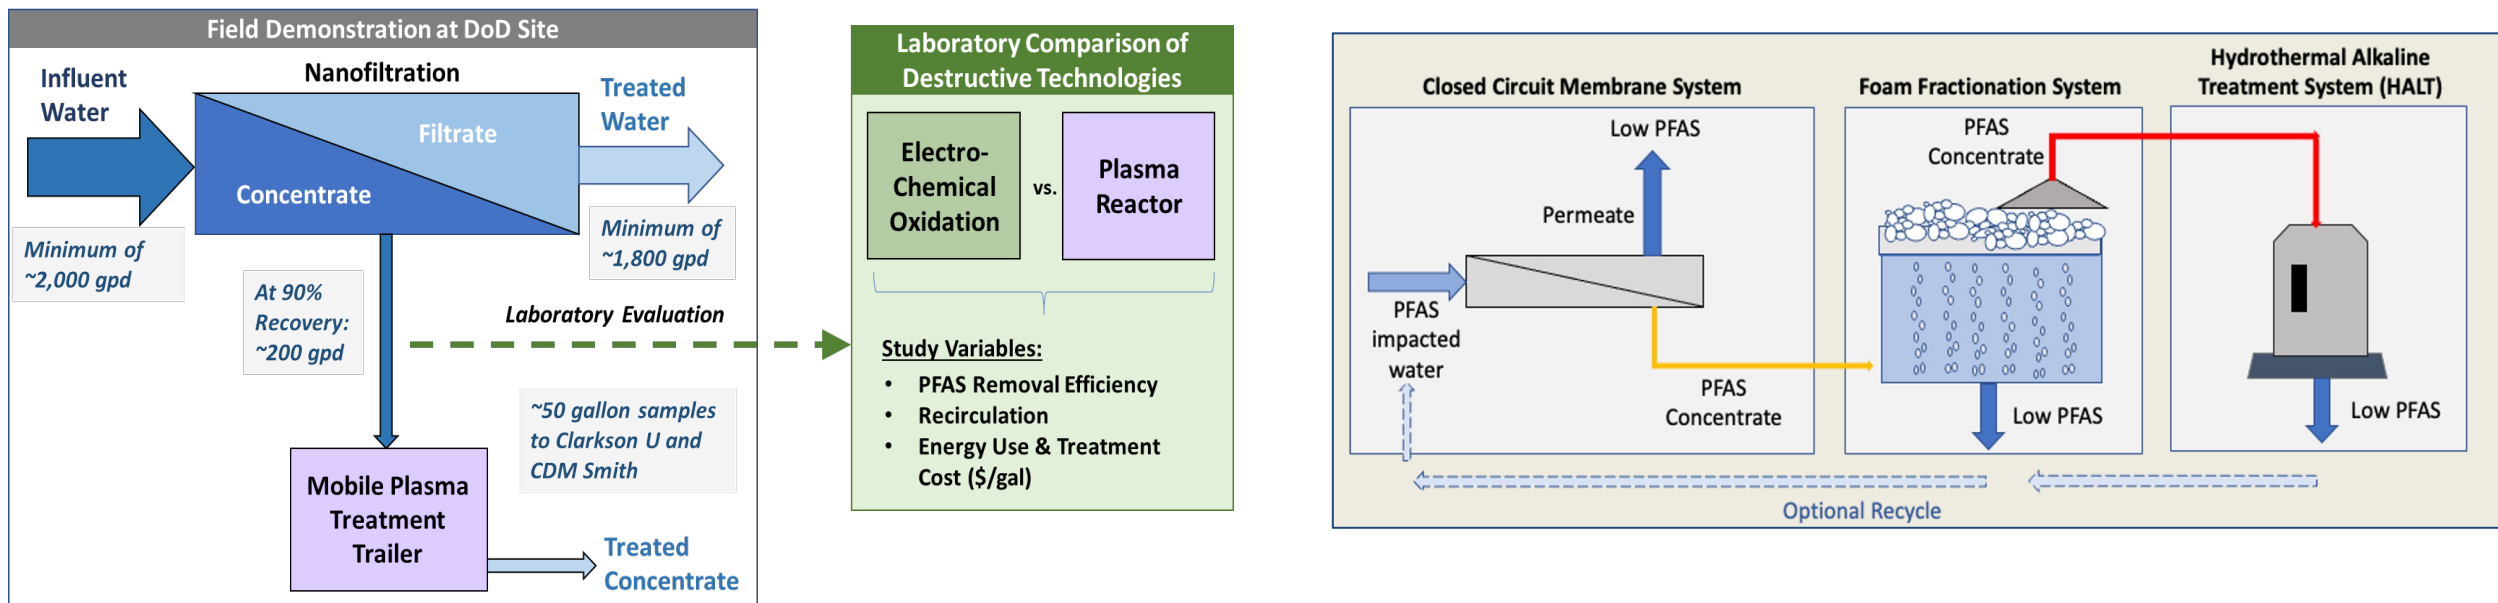 Field Demonstration at DoD Site
Influent
Water
Nanofiltration
Filtrate
Concentrate
Treated
Water
Minimum of
~2,000 gpd
Minimum of
~1,800 gpd
At 90%
Recovery:
~200 gpd
Laboratory Evaluation
~50 gallon samples
to Clarkson U and
CDM Smith
Mobile Plasma
Treatment
Trailer
Treated
Concentrate
Laboratory Comparison of
Destructive Technologies
Electro-
Chemical
Oxidation
vs.
Plasma
Reactor
Study Variables:
• PFAS Removal Efficiency
• Recirculation
• Energy Use & Treatment
Cost ($/gal)
Closed Circuit Membrane System
Low PFAS
Permeate
PFAS
impacted
water
PFAS
Concentrate
Foam Fractionation System
PFAS
Concentrate
Low PFAS
Hydrothermal Alkaline
Treatment System (HALT)
Low PFAS
Optional Recycle